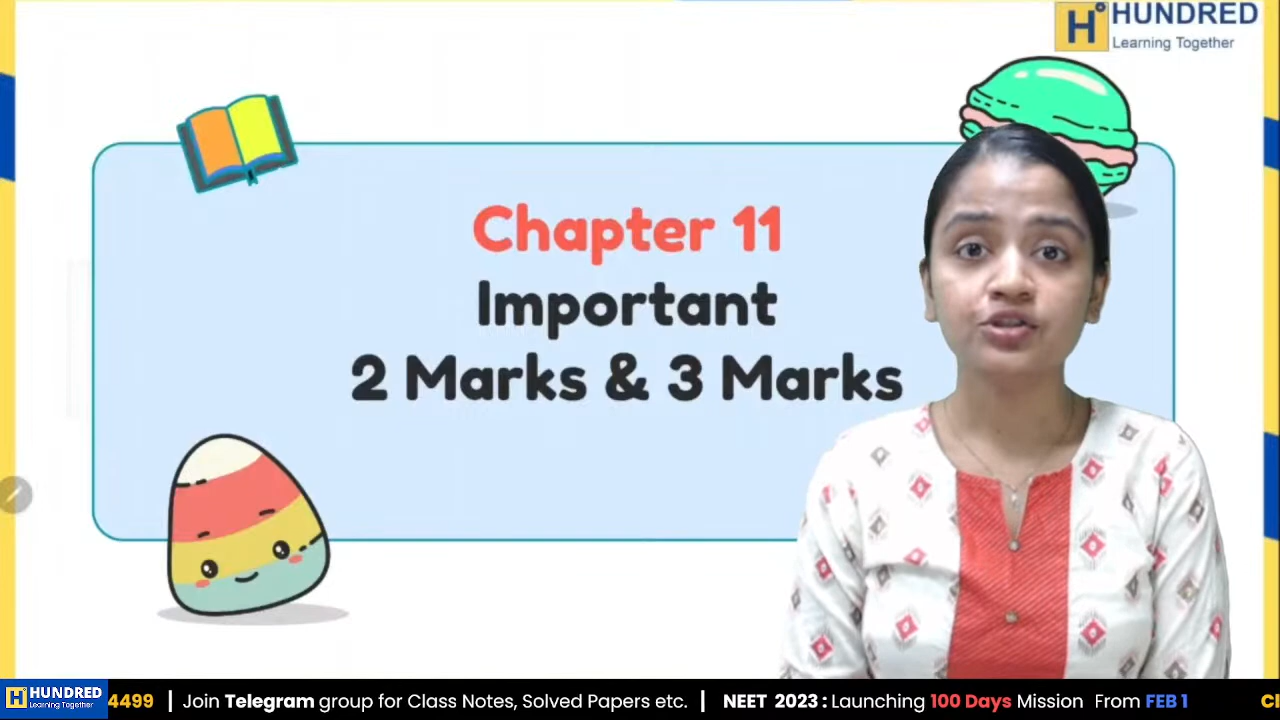 HUNDRED
Learning Together
Chapter 11
Important
2 Marks & 3 Marks
HUNDRED
Learning Together
4499 | Join Telegram group for Class Notes, Solved Papers etc. | NEET 2023 : Launching 100 Days Mission From FEB 1